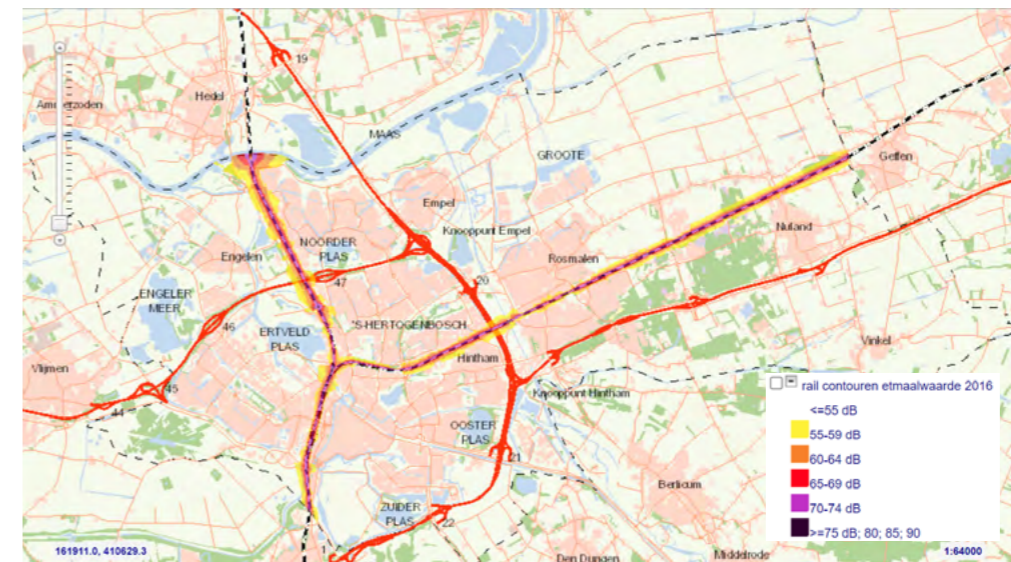 19
Hedel
MAAS
GROOTE
Geffen
Empel
Knooppunt Empel
Nuland
NOORDER
PLAS
Engelen
Rosmalen
47
20
ENGELER
MEER
46
ERTVELD
PLAS
'S-HERTOGENBOSCH
Hintham
Vinkel
Vlijmen
45
44
Knooppunt Hintham
OOSTER
PLAS
21
Berlicum
ZUIDER
PLAS
22
1
Den Dungen
Middelrode
rail contouren etmaalwaarde 2016
<=55 dB
55-59 dB
60-64 dB
65-69 dB
70-74 dB
>=75 dB; 80; 85; 90
161911.0, 410629.3
1:64000